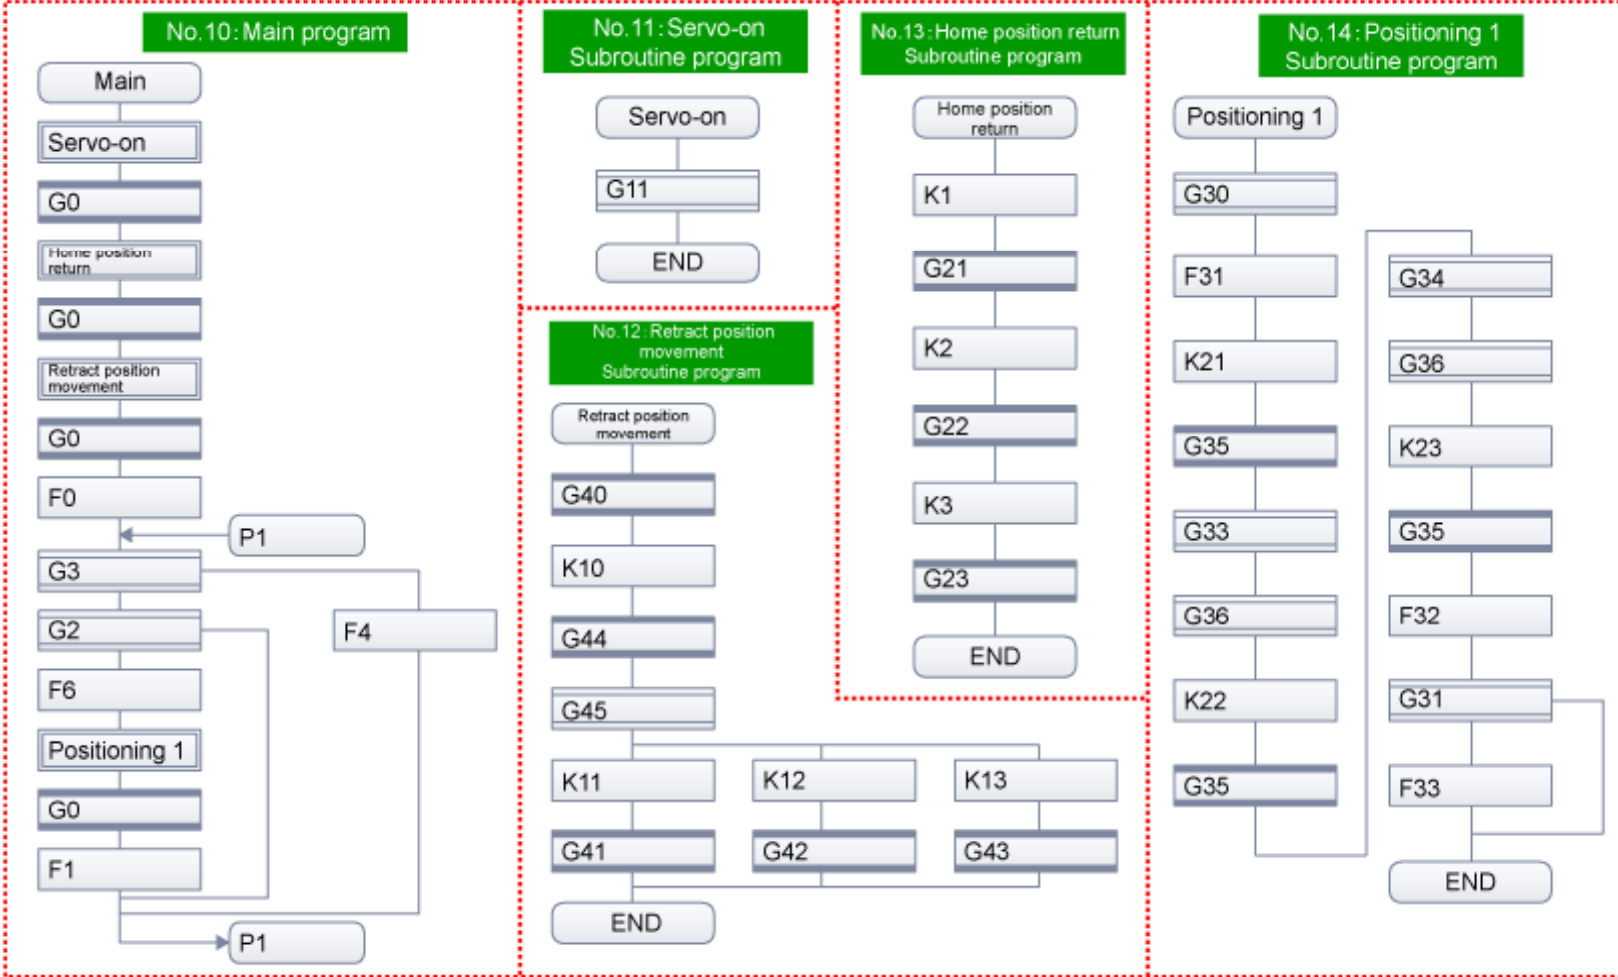 No.10:Main program
Main
Servo-on
G0
Home position
return
G0
Retract position
movement
G0
F0
P1
G3
G2
F4
F6
Positioning 1
G0
F1
P1
No.11:Servo-on
Subroutine program
Servo-on
G11
END
No.12:Retract position
movement
Subroutine program
Retract position
movement
G40
K10
G44
G45
K11
K12
K13
G41
G42
G43
END
No.13:Home position return
Subroutine program
Home position
return
K1
G21
K2
G22
K3
G23
END
No.14:Positioning 1
Subroutine program
Positioning 1
G30
F31
K21
G35
G33
G36
K22
G35
G34
G36
K23
G35
F32
G31
F33
END